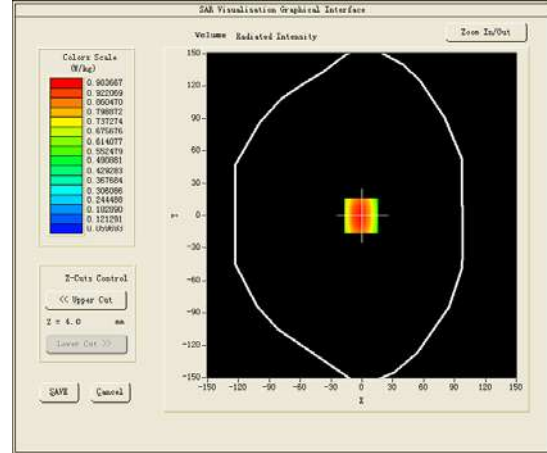 SAR Visualisation Graphical Interface
Volume Radiated Intensity
Zoom In/Out
Colors Scale
(W/kg)
0.983667
0.922069
0.860470
0.798872
0.737274
0.675676
0.614077
0.552479
0.490881
0.429283
0.367684
0.306086
0.244488
0.182890
0.121291
0.059693
Z-Cuts Control
<< Upper Cut
Z = 4.0 mm
Lower Cut >>
SAVE
Cancel
150
120
90
60
30
0
-30
-60
-90
-120
-150
Y
-150 -120 -90 -60 -30 0 30 60 90 120 150
X